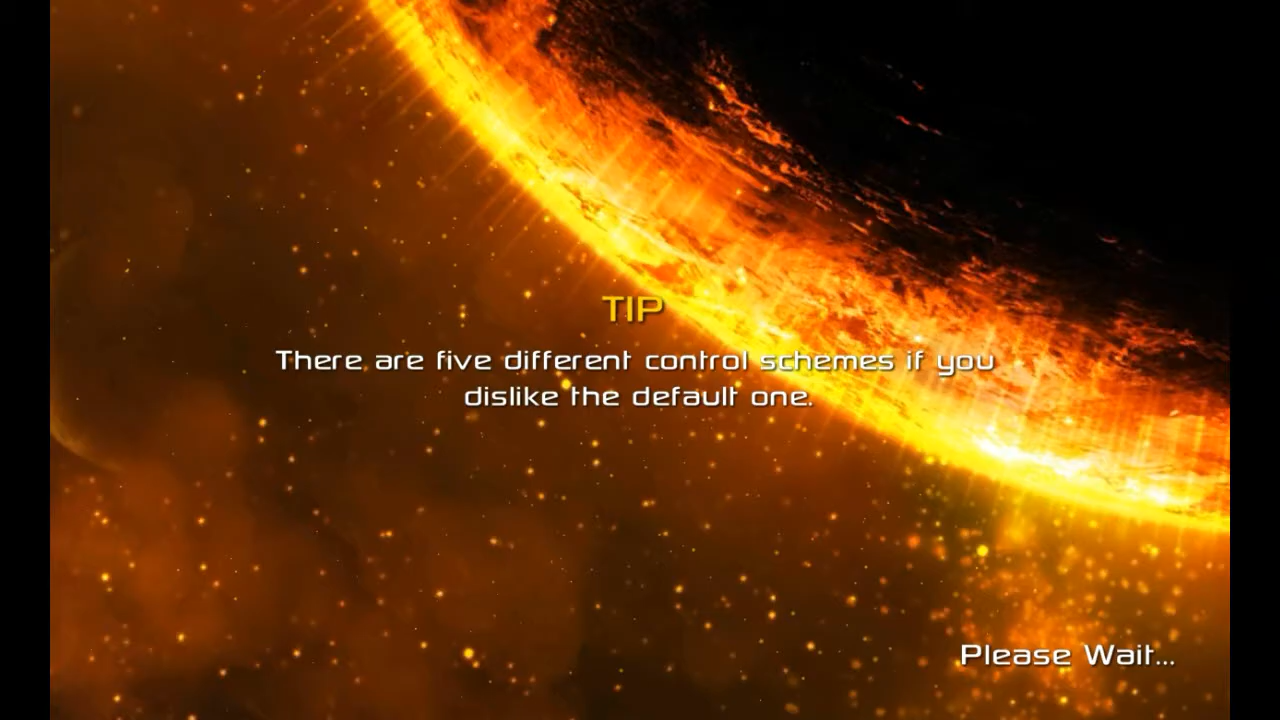 TIP
There are five different control schemes if you
dislike the default one.
Please Wait...